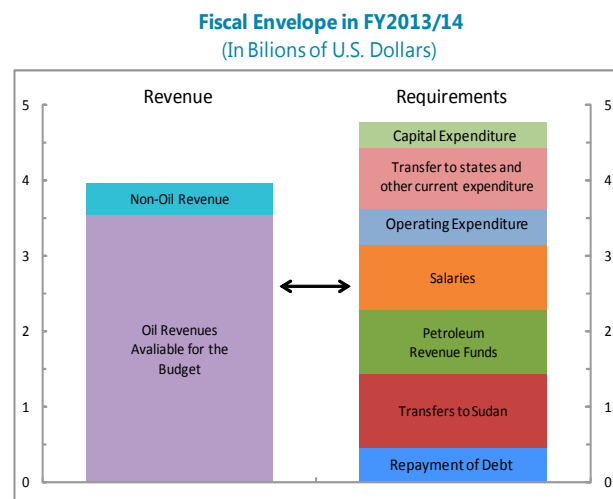 Fiscal Envelope in FY2013/14
(In Bilions of U.S. Dollars)
Revenue
Requirements
5
4
3
2
1
0
Non-Oil Revenue
Oil Revenues
Avaliable for the
Budget
Capital Expenditure
Transfer to states and
other current expenditure
Operating Expenditure
Salaries
Petroleum
Revenue Funds
Transfers to Sudan
Repayment of Debt
5
4
3
2
1
0